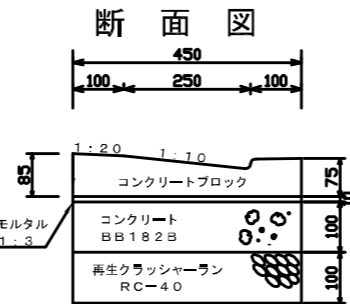 断面図
450
100 250 100
1:20 1:10
85
コンクリートブロック
75
モルタル
1:3
コンクリート
BB182B
100
再生クラッシャーラン
RC-40
100